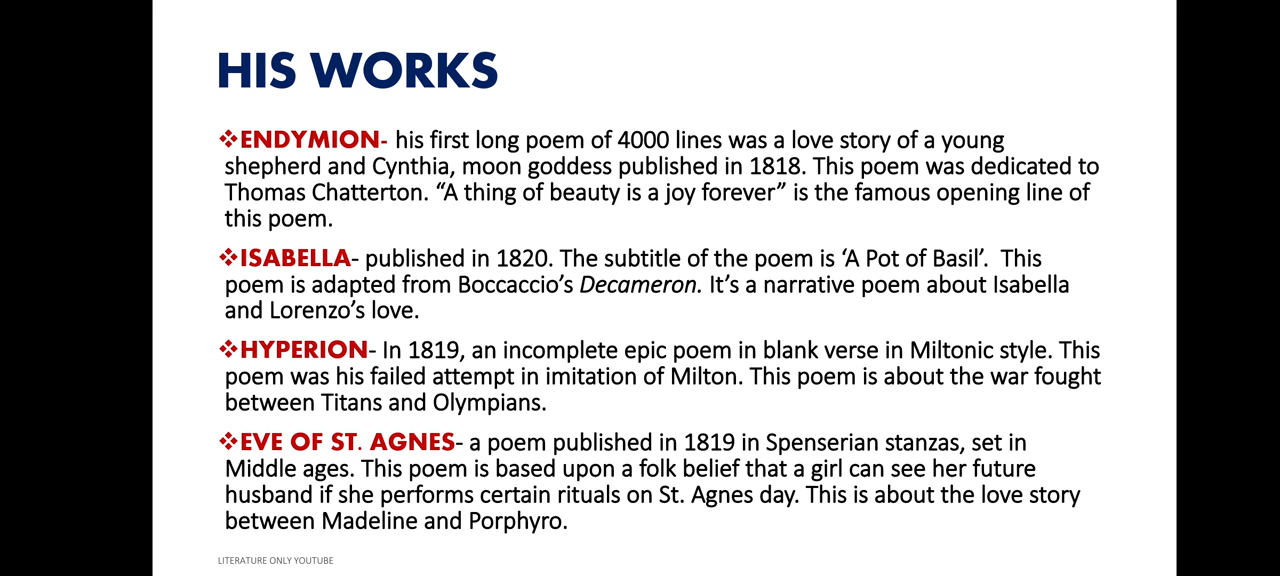 HIS WORKS
❖ENDYMION- his first long poem of 4000 lines was a love story of a young
shepherd and Cynthia, moon goddess published in 1818. This poem was dedicated to
Thomas Chatterton. “A thing of beauty is a joy forever” is the famous opening line of
this poem.
❖ISABELLA- published in 1820. The subtitle of the poem is ‘A Pot of Basil’. This
poem is adapted from Boccaccio’s Decameron. It’s a narrative poem about Isabella
and Lorenzo’s love.
❖HYPERION- In 1819, an incomplete epic poem in blank verse in Miltonic style. This
poem was his failed attempt in imitation of Milton. This poem is about the war fought
between Titans and Olympians.
❖EVE OF ST. AGNES- a poem published in 1819 in Spenserian stanzas, set in
Middle ages. This poem is based upon a folk belief that a girl can see her future
husband if she performs certain rituals on St. Agnes day. This is about the love story
between Madeline and Porphyro.
LITERATURE ONLY YOUTUBE